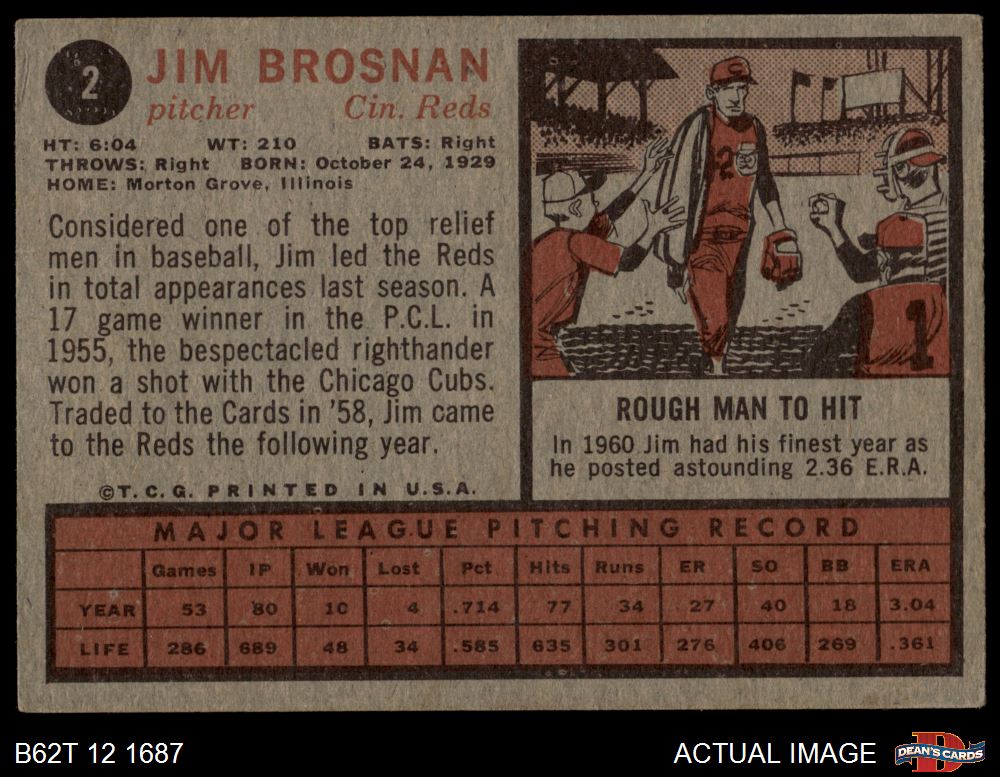 2
JIM BROSNAN
pitcher Cin. Reds
HT: 6:04 WT: 210 BATS: Right
THROWS: Right BORN: October 24, 1929
HOME: Morton Grove, Illinois
Considered one of the top relief
men in baseball, Jim led the Reds
in total appearances last season. A
17 game winner in the P.C.L. in
1955, the bespectacled righthander
won a shot with the Chicago Cubs.
Traded to the Cards in '58, Jim came
to the Reds the following year.
©T.C.G. PRINTED IN U.S.A.
C
2
1
ROUGH MAN TO HIT
In 1960 Jim had his finest year as
he posted astounding 2.36 E.R.A.
MAJOR LEAGUE PITCHING RECORD
Games IP Won Lost Pct Hits Runs ER SO BB ERA
YEAR 53 80 10 4 .714 77 34 27 40 18 3.04
LIFE 286 689 48 34 .585 635 301 276 406 269 .361
B62T 12 1687
ACTUAL IMAGE
D
DEAN'S CARDS